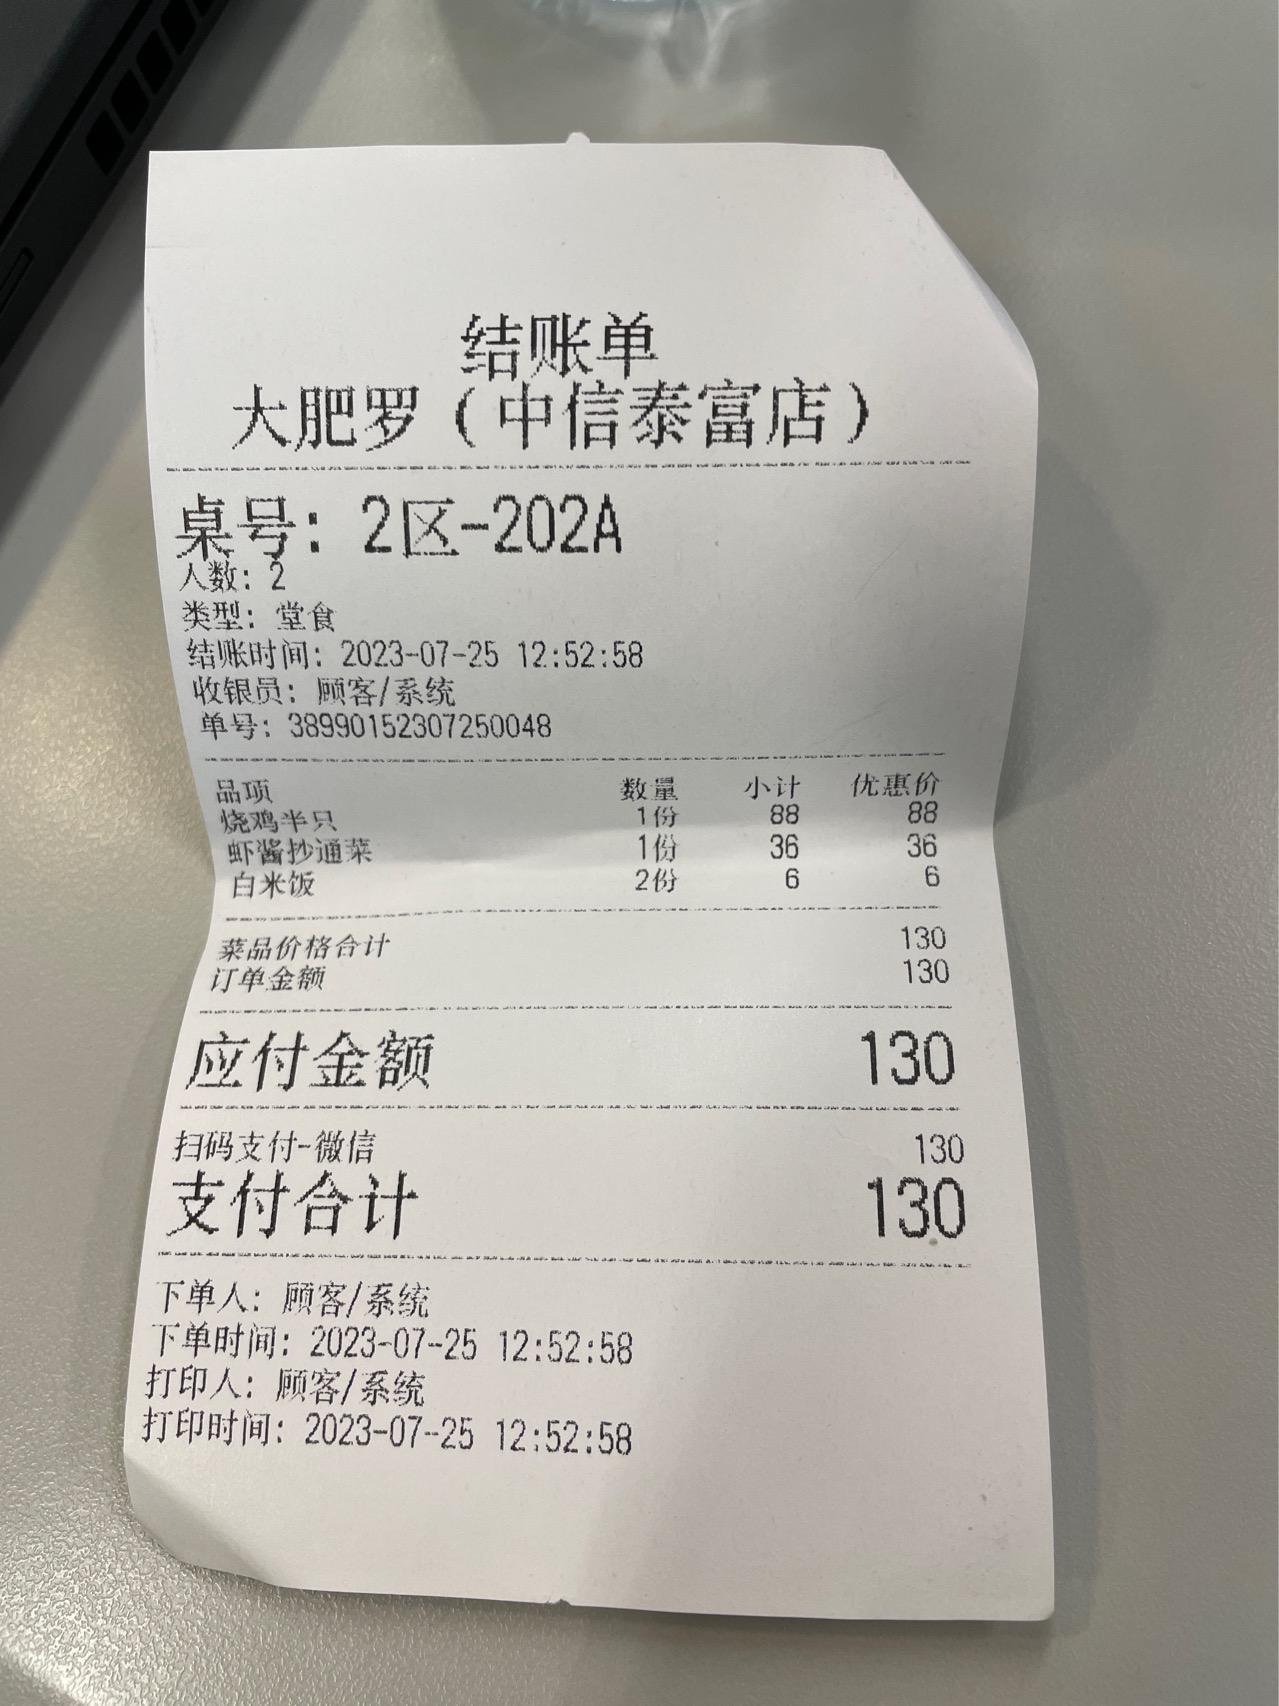 结账单
大肥罗（中信泰富店）
桌号：2区-202A
人数：2
类型：堂食
结账时间：2023-07-25 12:52:58
收银员：顾客/系统
单号：38990152307250048
品项 数量 小计 优惠价
烧鸡半只 1份 88 88
虾酱抄通菜 1份 36 36
白米饭 2份 6 6
菜品价格合计 130
订单金额 130
应付金额 130
扫码支付-微信 130
支付合计 130
下单人：顾客/系统
下单时间：2023-07-25 12:52:58
打印人：顾客/系统
打印时间：2023-07-25 12:52:58